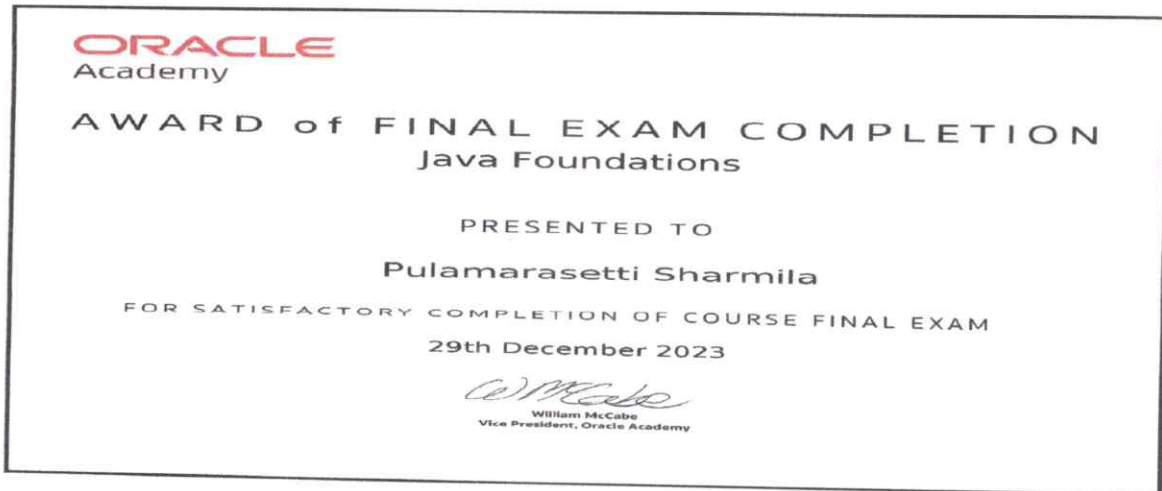 ORACLE
Academy
AWARD of FINAL EXAM COMPLETION
Java Foundations
PRESENTED TO
Pulamarasetti Sharmila
FOR SATISFACTORY COMPLETION OF COURSE FINAL EXAM
29th December 2023
W McCabe
William McCabe
Vice President, Oracle Academy